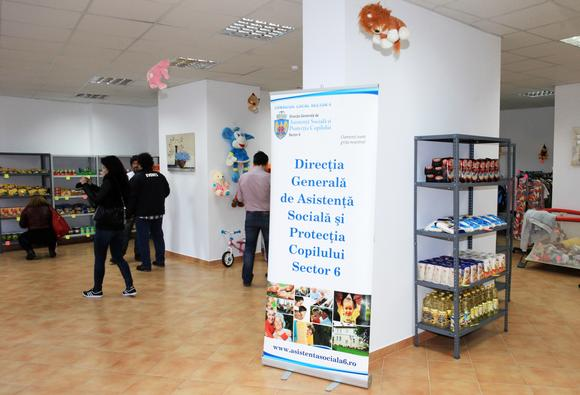 CONSILIUL LOCAL SECTOR 6
Direcția Generală de
Asistență Socială și
Protecția Copilului
Sector 6
Direcția
Generală
de Asistență
Socială și
Protecția
Copilului
Sector 6
www.asistentasociala6.ro